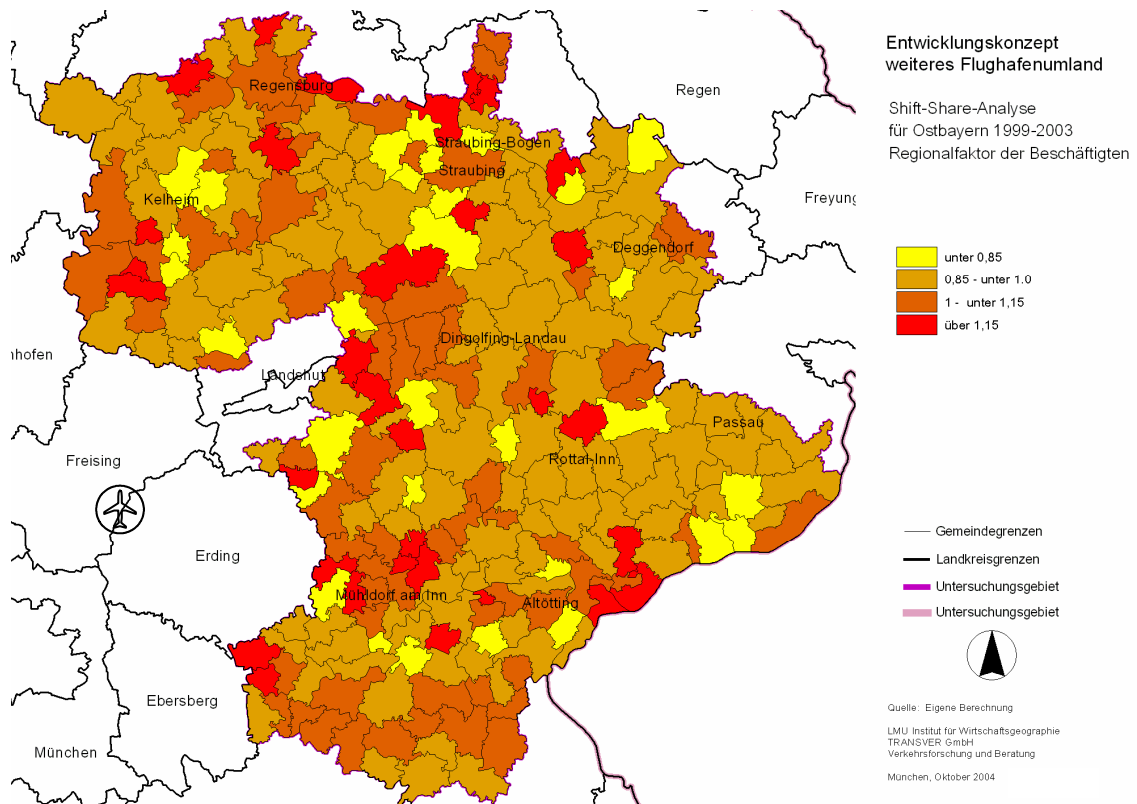 Entwicklungskonzept
weiteres Flughafenumland
Shift-Share-Analyse
für Ostbayern 1999-2003
Regionalfaktor der Beschäftigten
unter 0,85
0,85 - unter 1.0
1 - unter 1,15
über 1,15
Regensburg
Regen
Straubing-Bogen
Straubing
Kelheim
Freyung
Deggendorf
Dingolfing-Landau
nhofen
Landshut
Passau
Rottal-Inn
Freising
Erding
Mühldorf am Inn
Altötting
Ebersberg
München
Gemeindegrenzen
Landkreisgrenzen
Untersuchungsgebiet
Untersuchungsgebiet
Quelle: Eigene Berechnung
LMU Institut für Wirtschaftsgeographie
TRANSVER GmbH
Verkehrsforschung und Beratung
München, Oktober 2004